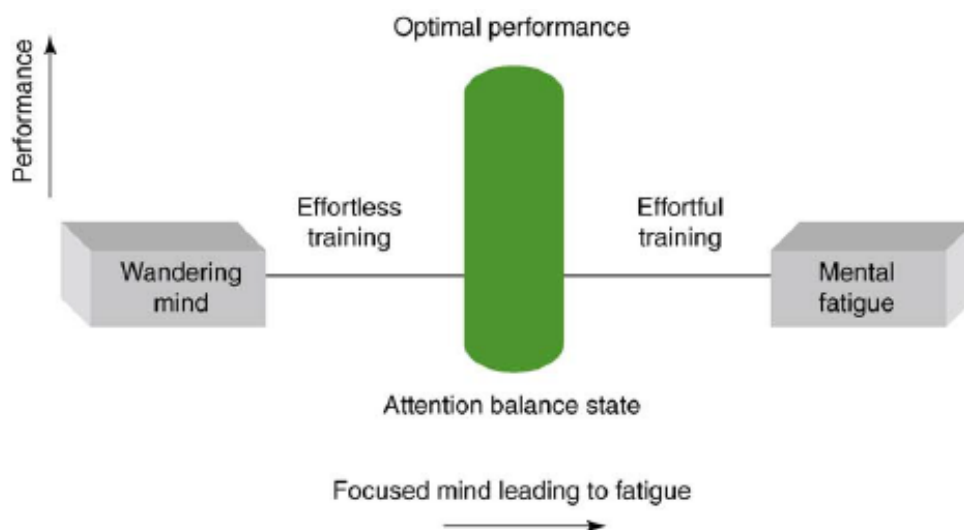 Optimal performance
Performance
Effortless
training
Effortful
training
Wandering
mind
Mental
fatigue
Attention balance state
Focused mind leading to fatigue